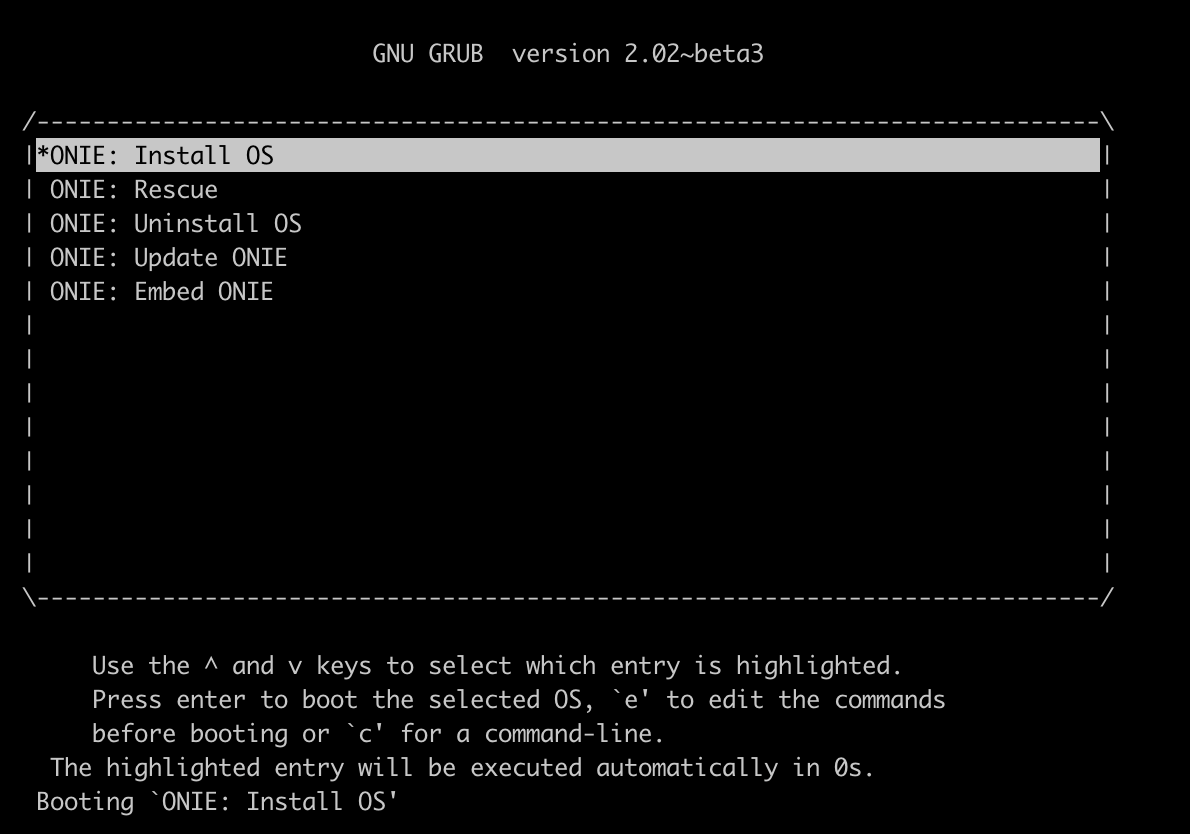 GNU GRUB  version 2.02~beta3
/----------------------------------------------------------------------------\
|*ONIE: Install OS                                                           |
| ONIE: Rescue                                                               |
| ONIE: Uninstall OS                                                         |
| ONIE: Update ONIE                                                          |
| ONIE: Embed ONIE                                                           |
|                                                                            |
|                                                                            |
|                                                                            |
|                                                                            |
|                                                                            |
|                                                                            |
|                                                                            |
|                                                                            |
\----------------------------------------------------------------------------/
Use the ^ and v keys to select which entry is highlighted.
Press enter to boot the selected OS, `e' to edit the commands
before booting or `c' for a command-line.
The highlighted entry will be executed automatically in 0s.
Booting `ONIE: Install OS'